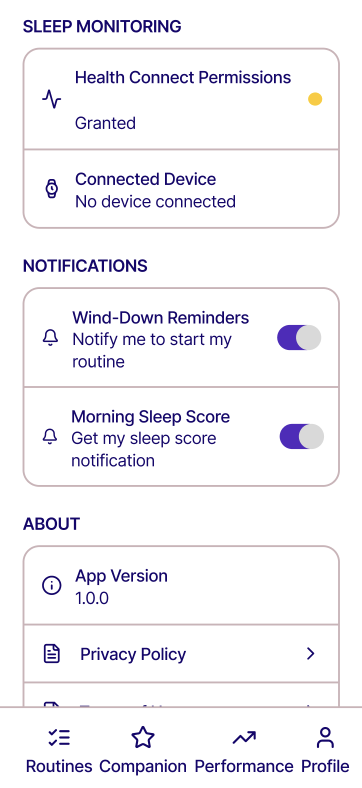 SLEEP MONITORING
Health Connect Permissions
Granted
Connected Device
No device connected
NOTIFICATIONS
Wind-Down Reminders
Notify me to start my
routine
Morning Sleep Score
Get my sleep score
notification
ABOUT
App Version
1.0.0
Privacy Policy
Routines Companion Performance Profile